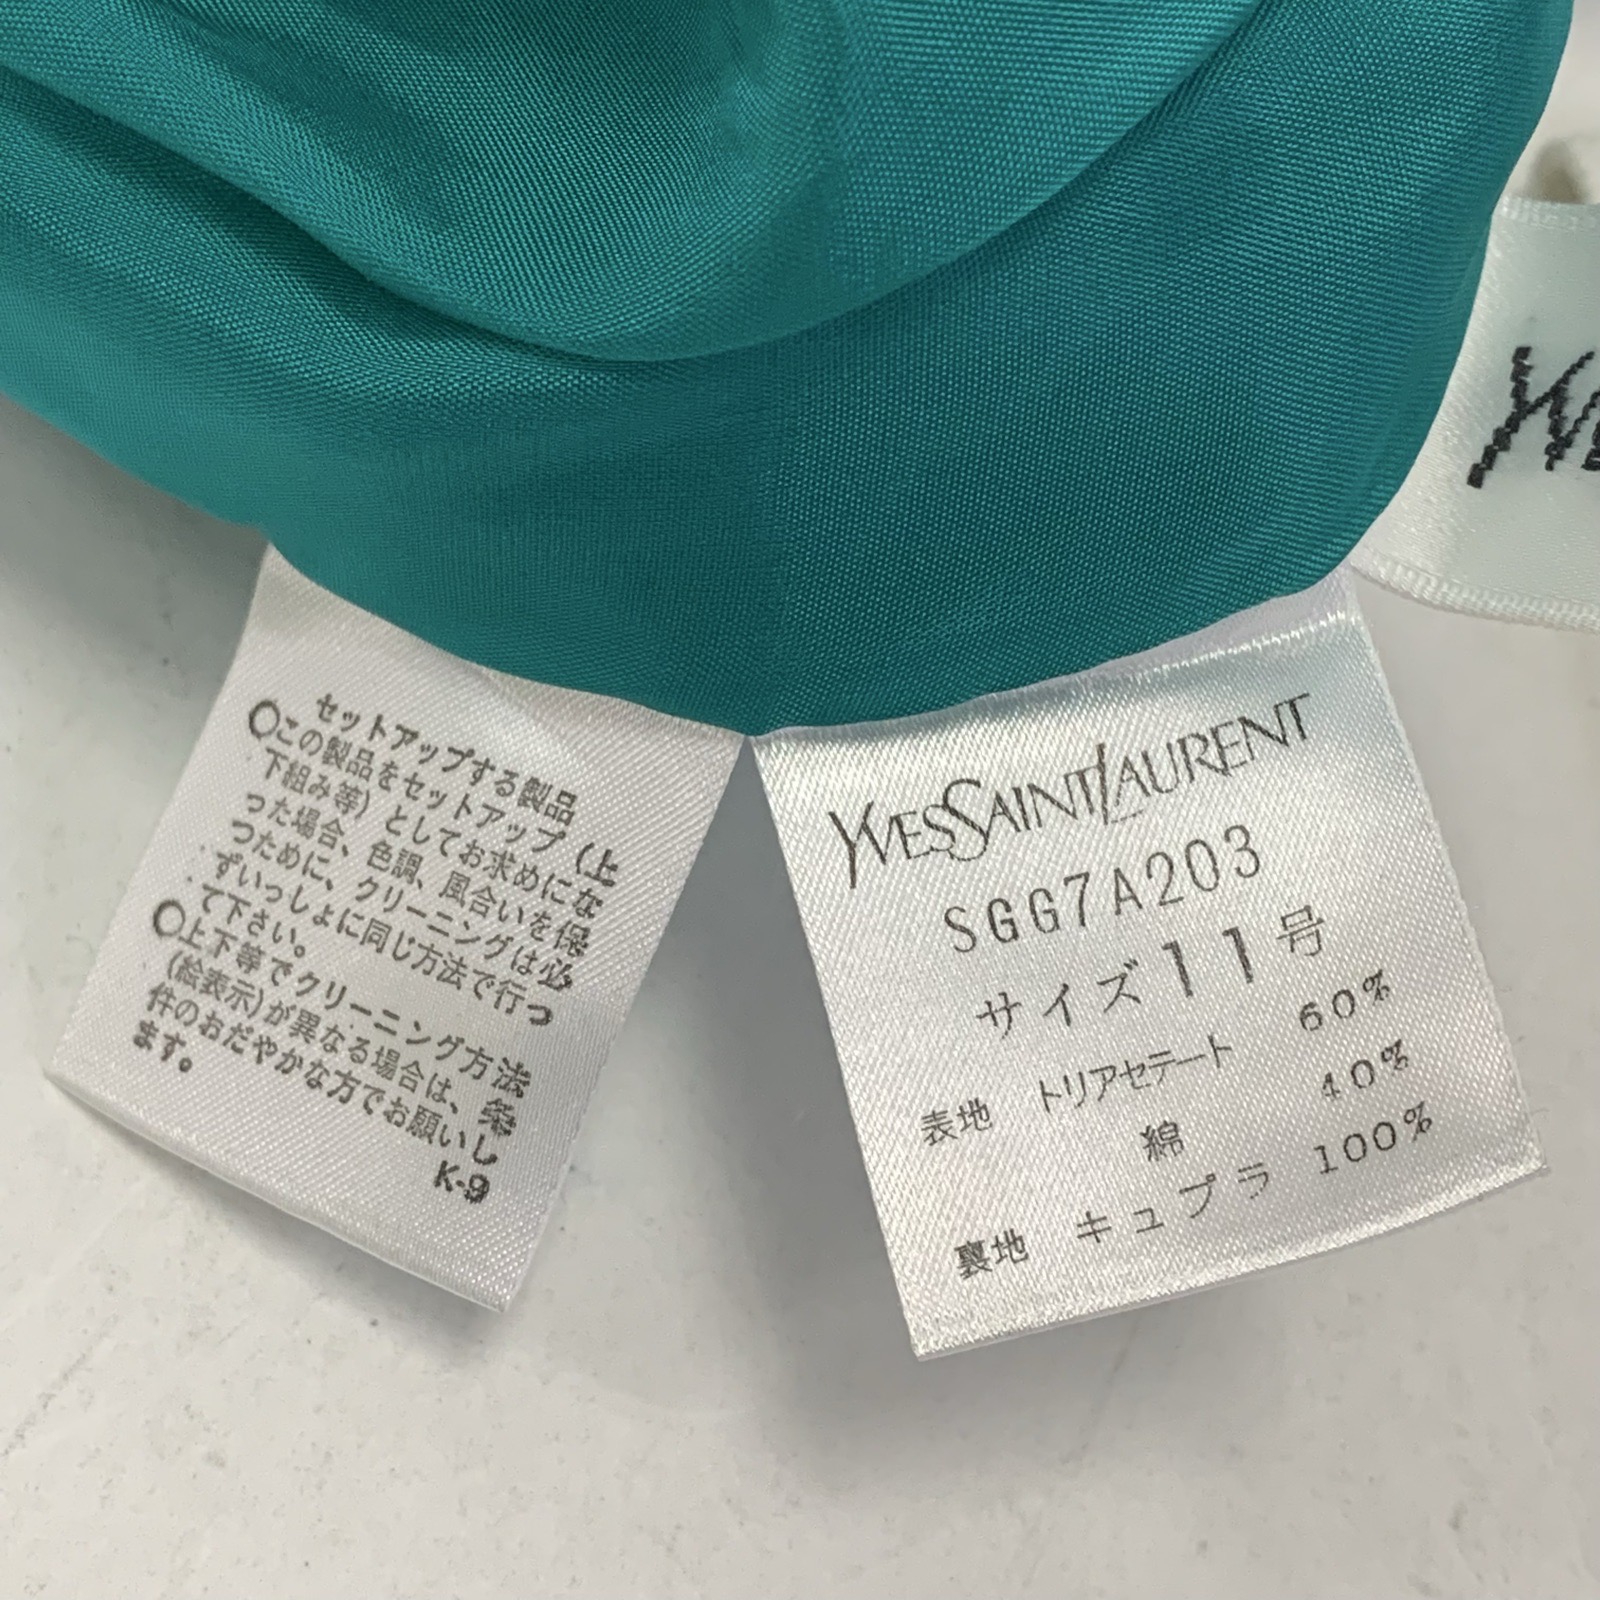 セットアップする製品
○この製品をセットアップ（上
下組み等）としてお求めにな
った場合、色調、風合いを保
つために、クリーニングは必
ずいっしょに同じ方法で行っ
て下さい。
○上下等でクリーニング方法
（絵表示）が異なる場合は、条
件のおだやかな方でお願いし
ます。
K-9
YVESSAINTLAURENT
SGG7A203
サイズ 11号
表地 トリアセテート 60%
綿 40%
裏地 キュプラ 100%